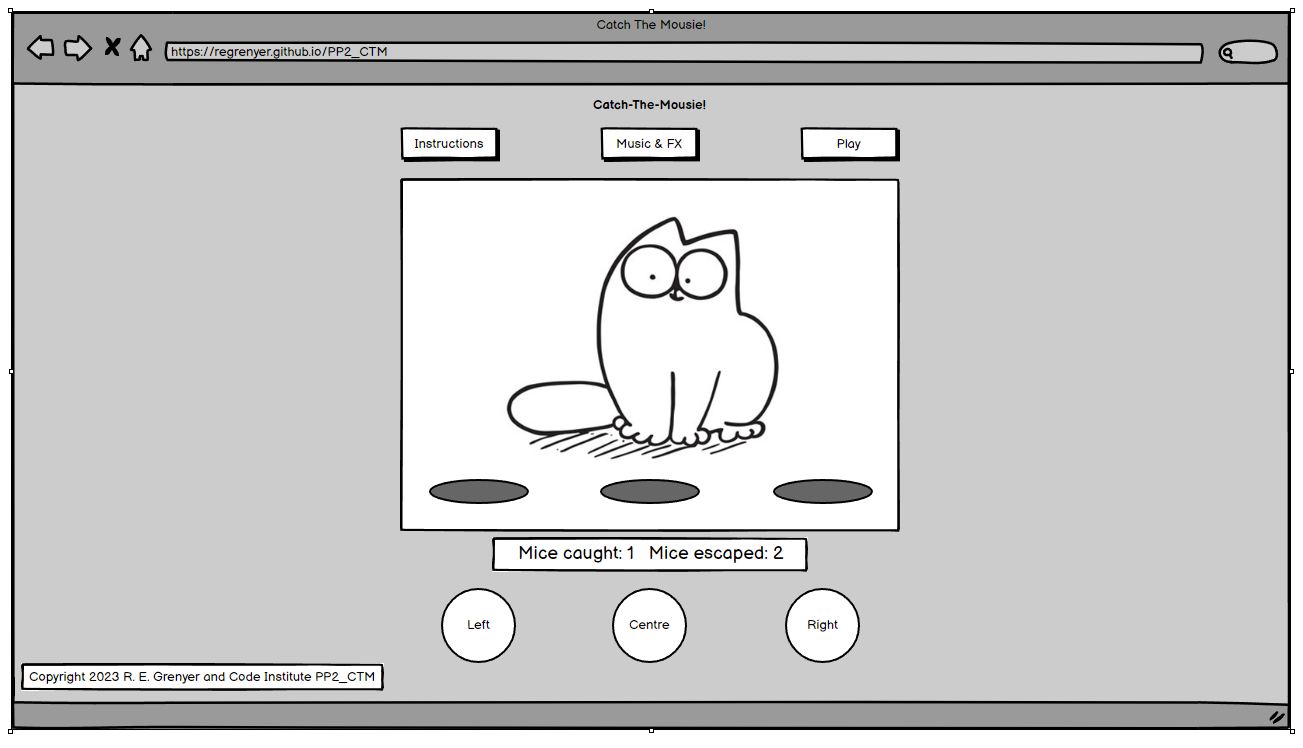 Catch The Mousie!
https://regrenyer.github.io/PP2_CTM
Catch-The-Mousie!
Instructions
Music & FX
Play
Mice caught: 1 Mice escaped: 2
Left
Centre
Right
Copyright 2023 R. E. Grenyer and Code Institute PP2_CTM